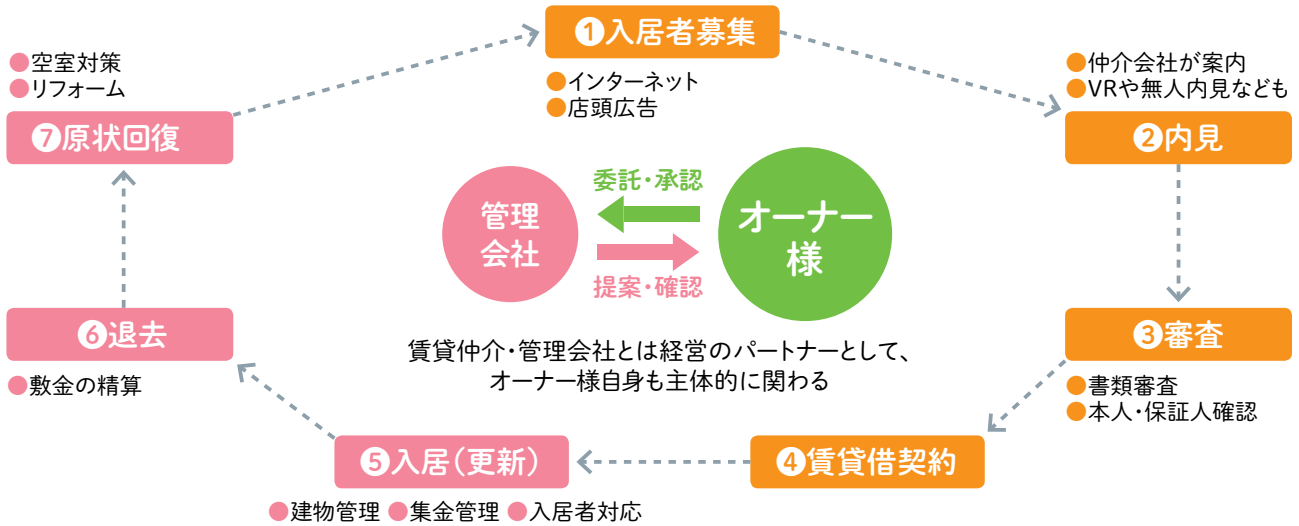 ❶入居者募集
●インターネット
●店頭広告
●仲介会社が案内
●VRや無人内見なども
❷内見
❸審査
●書類審査
●本人・保証人確認
❹賃貸借契約
❺入居（更新）
●建物管理 ●集金管理 ●入居者対応
❻退去
●敷金の精算
●空室対策
●リフォーム
❼原状回復
管理
会社
委託・承認
提案・確認
オーナー
様
賃貸仲介・管理会社とは経営のパートナーとして、
オーナー様自身も主体的に関わる